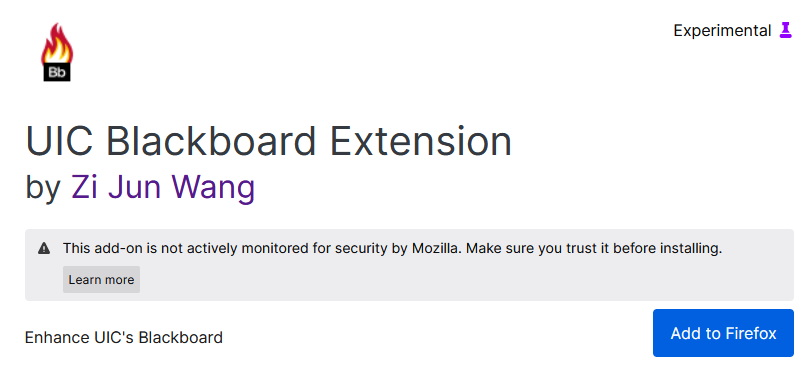 Experimental
Bb
UIC Blackboard Extension
by Zi Jun Wang
This add-on is not actively monitored for security by Mozilla. Make sure you trust it before installing.
Learn more
Enhance UIC's Blackboard
Add to Firefox